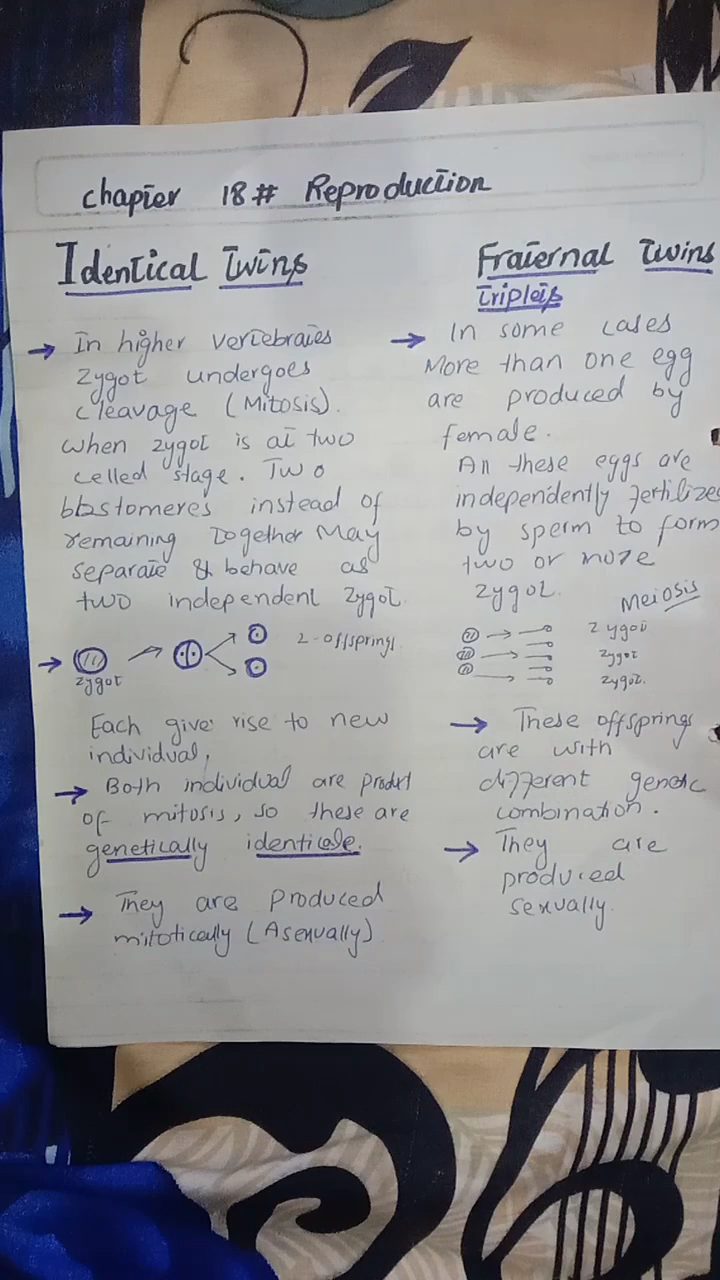 chapter 18# Reproduction
Identical Twins
→ In higher vertebrates
zygot undergoes
cleavage (Mitosis).
when zygot is at two
celled stage. Two
blastomeres instead of
remaining together May
separate & behave as
two independent zygot.
→ 2-offsprings
zygot
Each give rise to new
individual,
→ Both individual are product
of mitosis, so these are
genetically identicale.
→ They are produced
mitotically (Asexually)
Fraternal Twins
Triplets
→ In some cases
More than one egg
are produced by
female.
All these eggs are
independently fertilizes
by sperm to form
two or more
zygot.
Meiosis
zygot
zygot
zygot.
→ These offsprings
are with
different genetic
combination.
→ They are
produced
sexually.